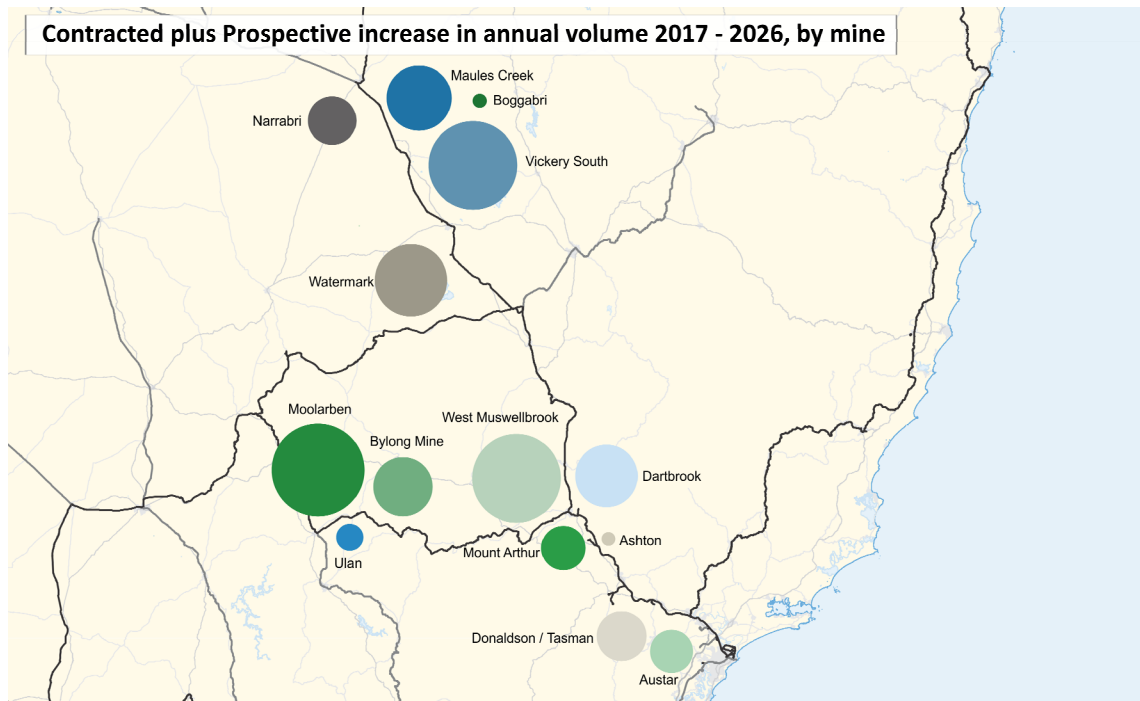 Contracted plus Prospective increase in annual volume 2017 - 2026, by mine
Maules Creek
Boggabri
Narrabri
Vickery South
Watermark
Moolarben
West Muswellbrook
Bylong Mine
Dartbrook
Ashton
Mount Arthur
Ulan
Donaldson / Tasman
Austar